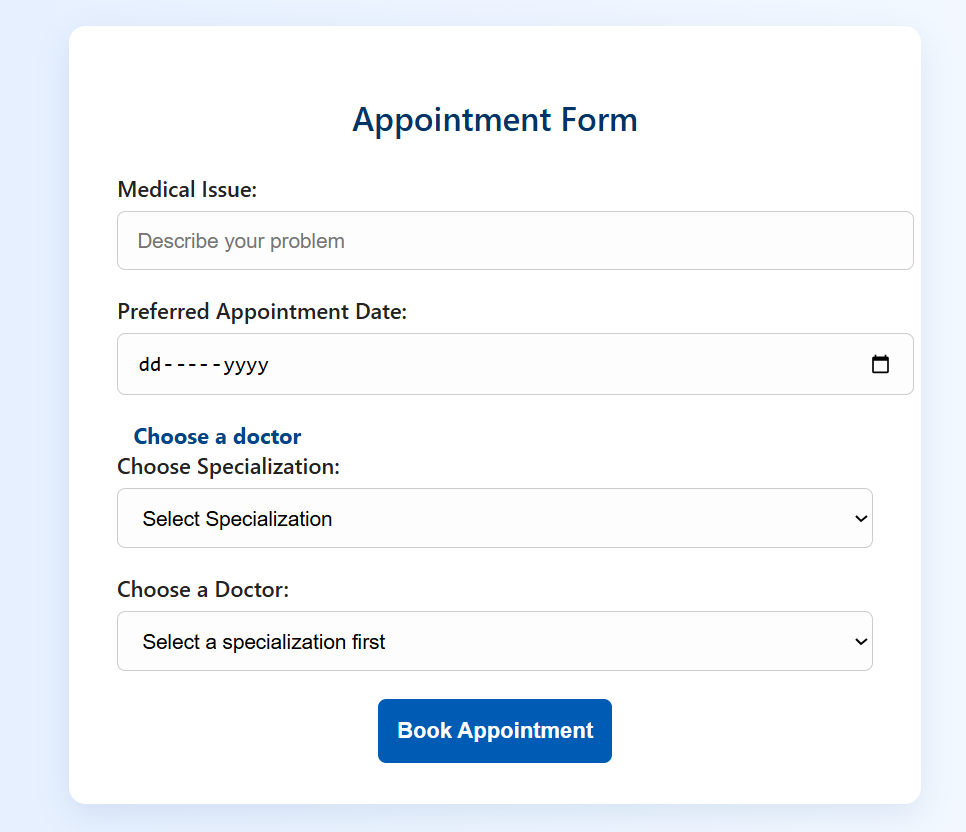 Appointment Form
Medical Issue:
Describe your problem
Preferred Appointment Date:
dd-----yyyy
Choose a doctor
Choose Specialization:
Select Specialization
Choose a Doctor:
Select a specialization first
Book Appointment